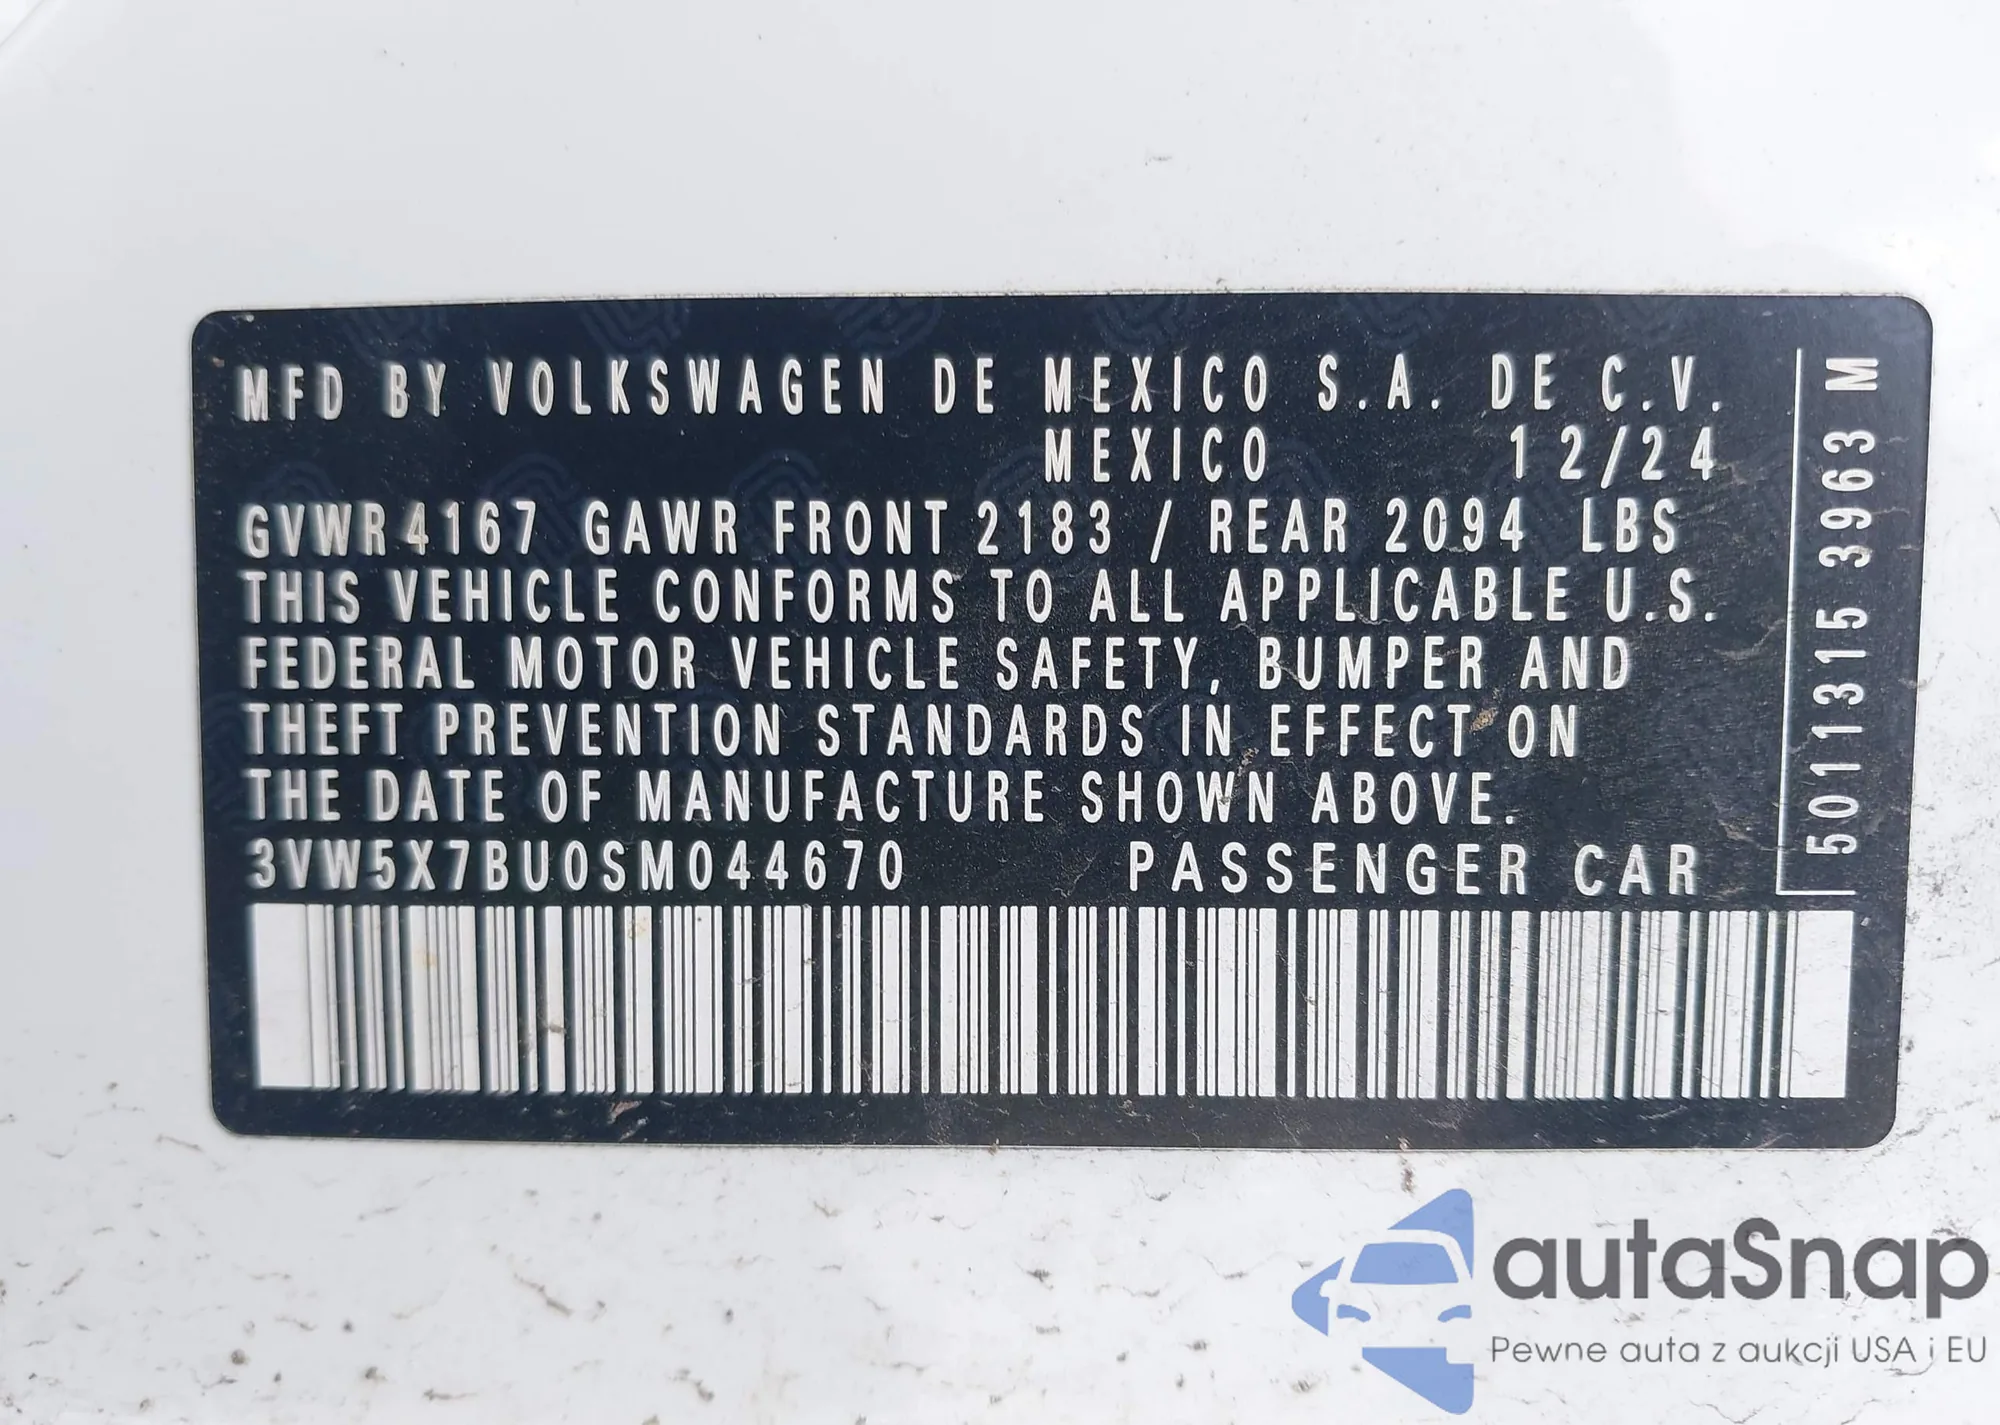 MFD BY VOLKSWAGEN DE MEXICO S.A. DE C.V.
MEXICO 12/24
GVWR 4167 GAWR FRONT 2183 / REAR 2094 LBS
THIS VEHICLE CONFORMS TO ALL APPLICABLE U.S.
FEDERAL MOTOR VEHICLE SAFETY, BUMPER AND
THEFT PREVENTION STANDARDS IN EFFECT ON
THE DATE OF MANUFACTURE SHOWN ABOVE.
3VW5X7BU0SM044670 PASSENGER CAR
5011315 3963 M
autaSnap
Pewne auta z aukcji USA i EU